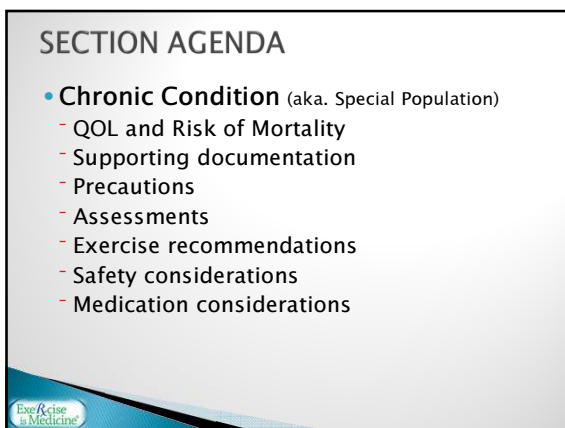 SECTION AGENDA
• Chronic Condition (aka. Special Population)
- QOL and Risk of Mortality
- Supporting documentation
- Precautions
- Assessments
- Exercise recommendations
- Safety considerations
- Medication considerations
ExeRcise
is Medicine®